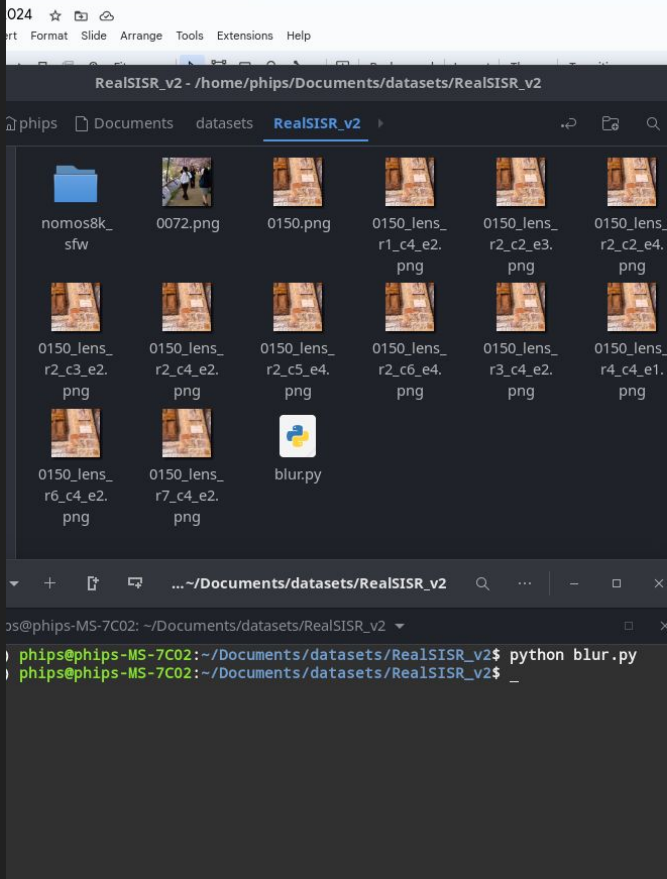 024
rt Format Slide Arrange Tools Extensions Help
RealSISR_v2 - /home/phips/Documents/datasets/RealSISR_v2
phips Documents datasets RealSISR_v2
nomos8k_
sfw
0072.png
0150.png
0150_lens_
r1_c4_e2.
png
0150_lens_
r2_c2_e3.
png
0150_lens_
r2_c2_e4.
png
0150_lens_
r2_c3_e2.
png
0150_lens_
r2_c4_e2.
png
0150_lens_
r2_c5_e4.
png
0150_lens_
r2_c6_e4.
png
0150_lens_
r3_c4_e2.
png
0150_lens_
r4_c4_e1.
png
0150_lens_
r6_c4_e2.
png
0150_lens_
r7_c4_e2.
png
blur.py
...~/Documents/datasets/RealSISR_v2
ps@phips-MS-7C02: ~/Documents/datasets/RealSISR_v2
) phips@phips-MS-7C02:~/Documents/datasets/RealSISR_v2$ python blur.py
) phips@phips-MS-7C02:~/Documents/datasets/RealSISR_v2$ _